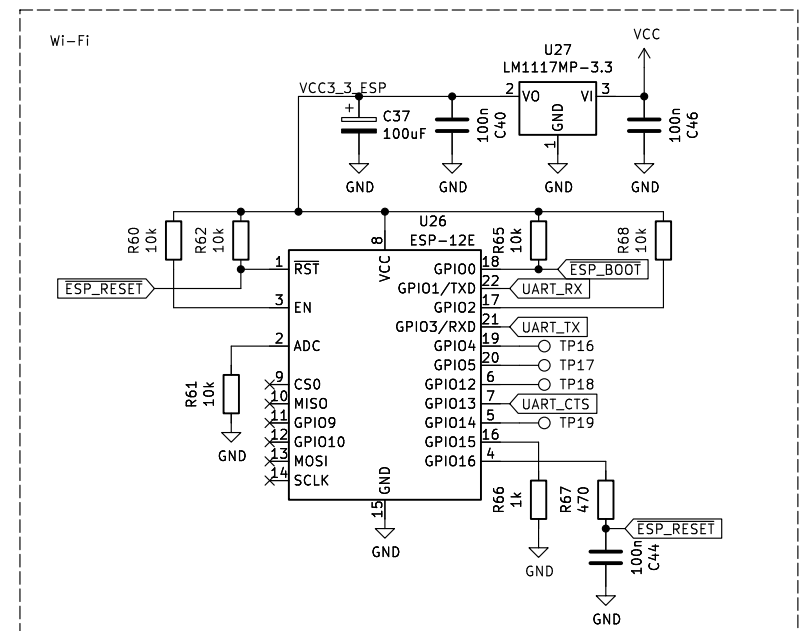 Wi-Fi
VCC
U27
LM1117MP-3.3
VCC3_3_ESP
2 VO
VI 3
GND
1
+
C37
100uF
100n
C40
100n
C46
GND
GND
GND
GND
R60
10k
R62
10k
U26
ESP-12E
R65
10k
R68
10k
8
VCC
1 RST
ESP_RESET
3 EN
2 ADC
9 CS0
10 MISO
11 GPIO9
12 GPIO10
13 MOSI
14 SCLK
GPIO0 18
ESP_BOOT
GPIO1/TXD 22
UART_RX
GPIO2 17
GPIO3/RXD 21
UART_TX
GPIO4 19
TP16
GPIO5 20
TP17
GPIO12 6
TP18
GPIO13 7
UART_CTS
GPIO14 5
TP19
GPIO15 16
GPIO16 4
R61
10k
GND
GND
15
GND
R66
1k
R67
470
ESP_RESET
100n
C44
GND
GND